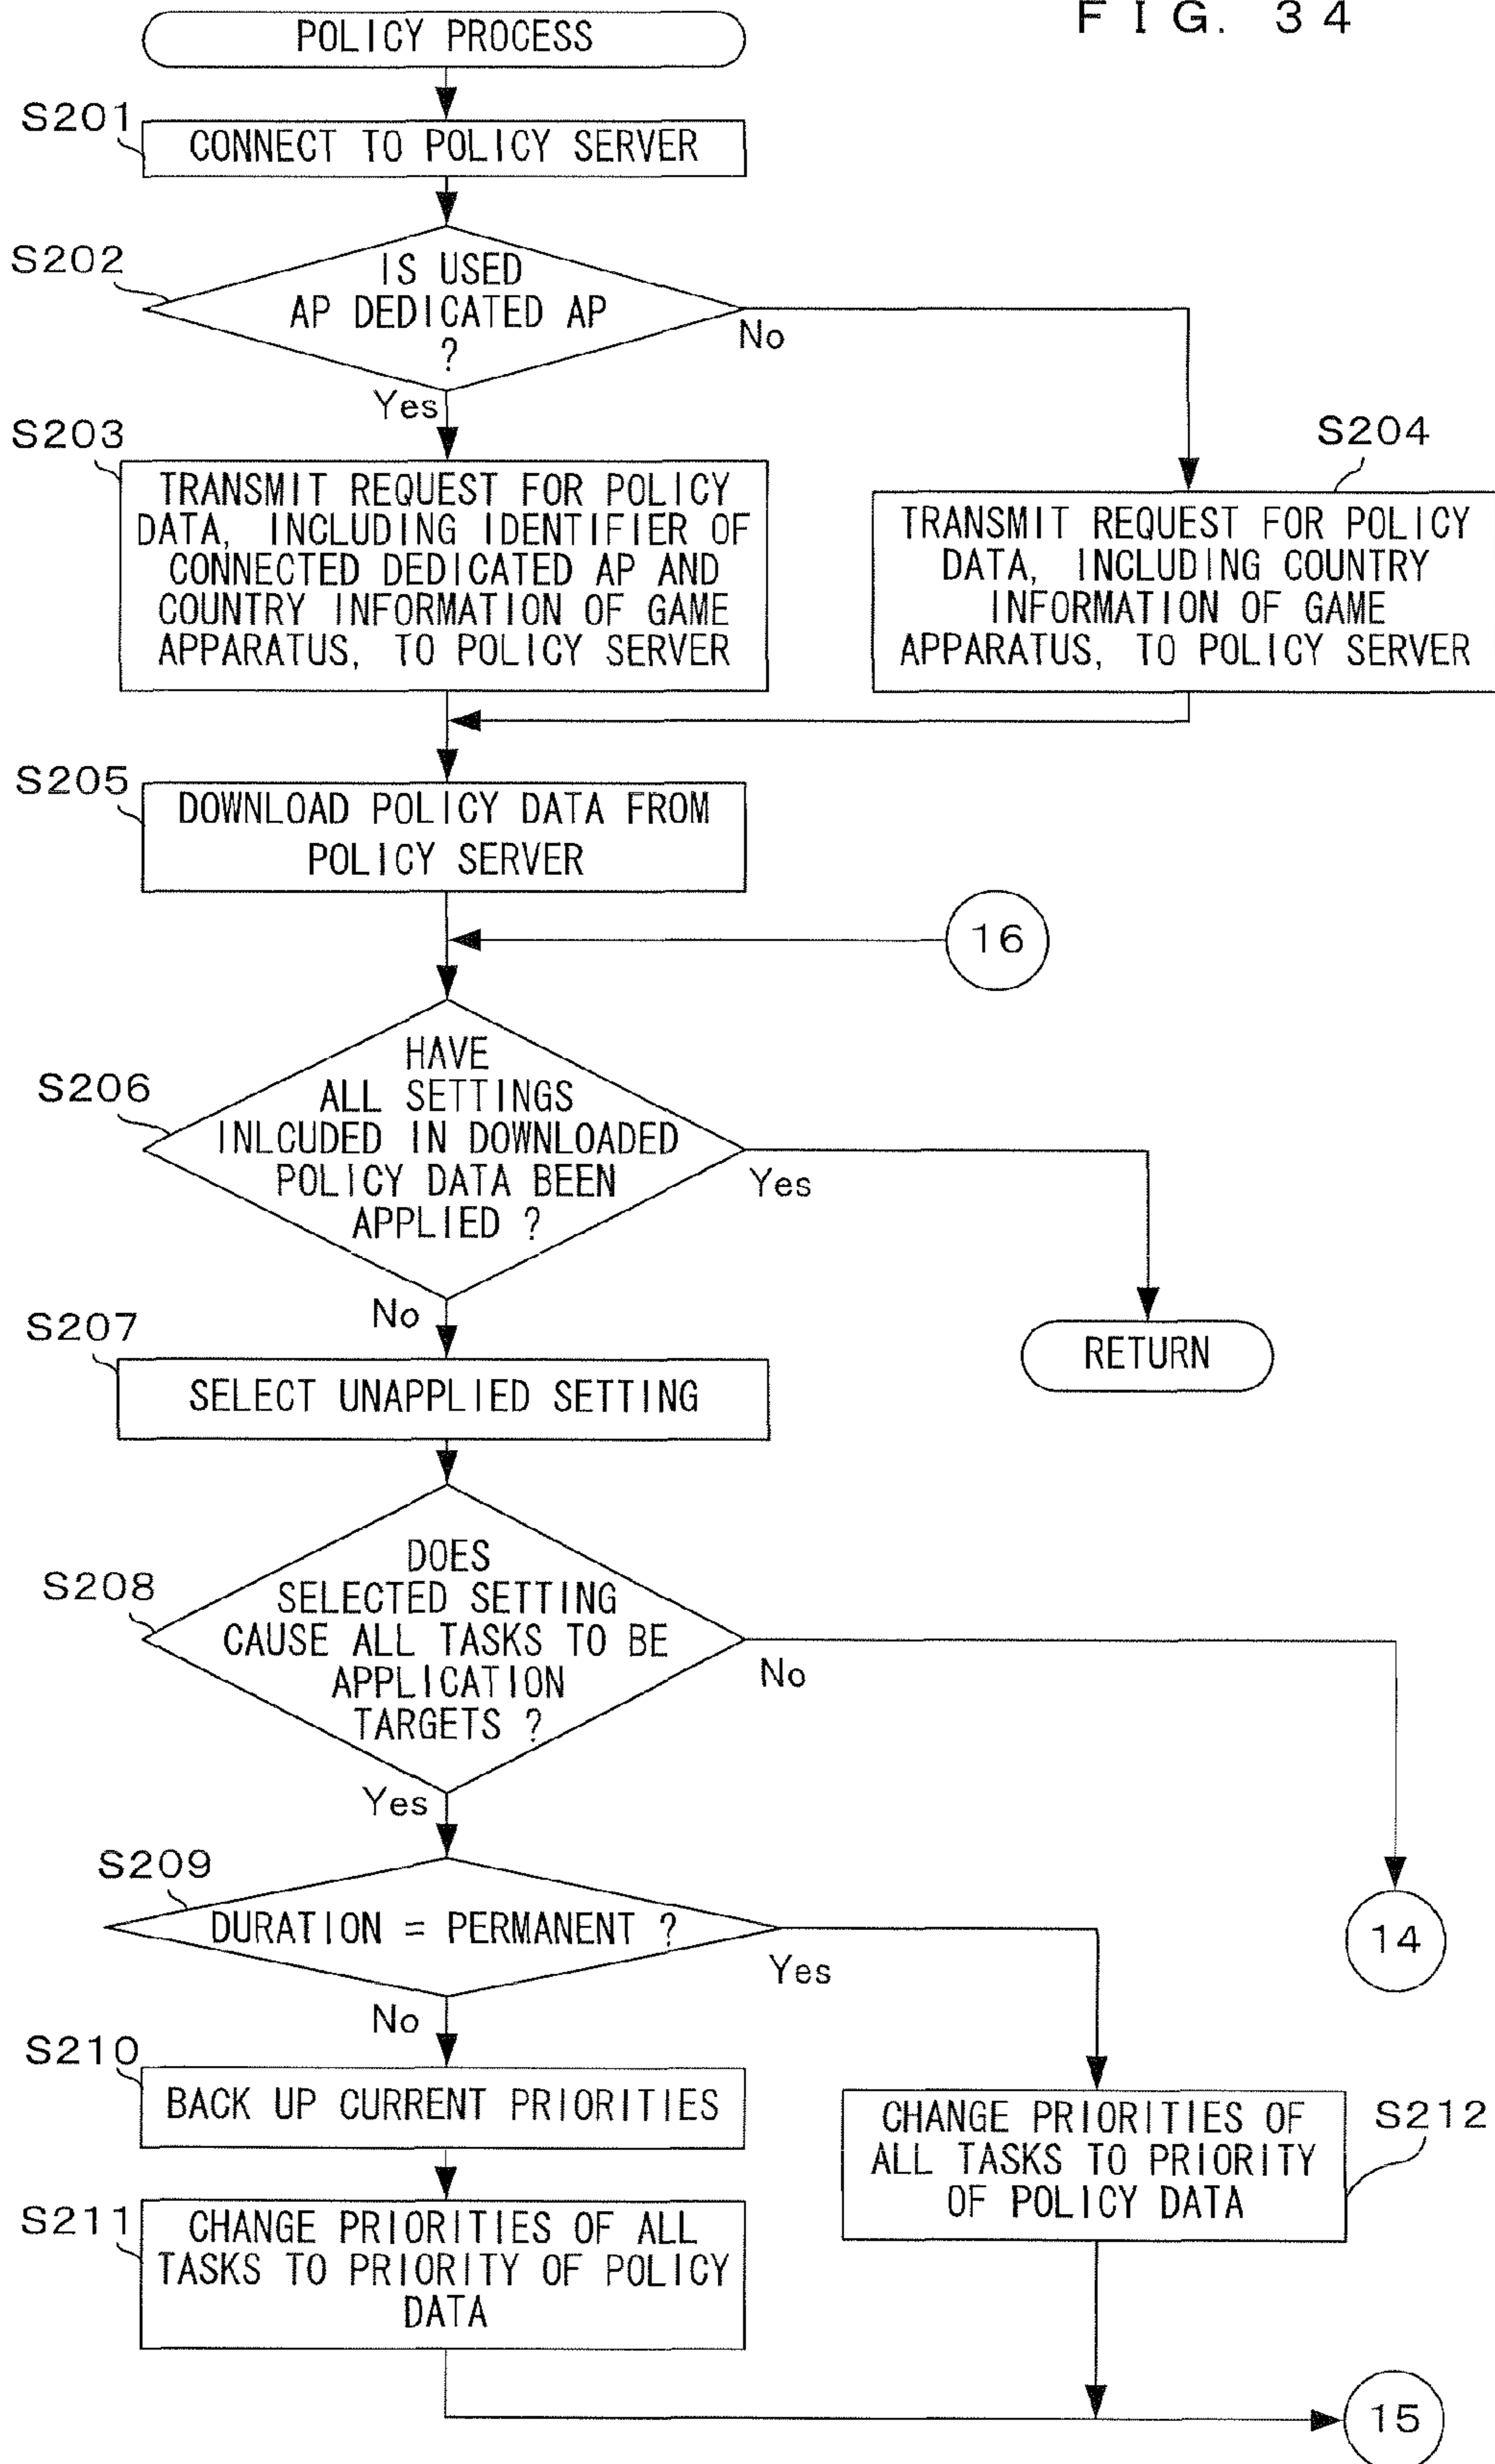 FIG. 34
POLICY PROCESS
S201
CONNECT TO POLICY SERVER
S202
IS USED
AP DEDICATED AP
?
No
Yes
S203
TRANSMIT REQUEST FOR POLICY
DATA, INCLUDING IDENTIFIER OF
CONNECTED DEDICATED AP AND
COUNTRY INFORMATION OF GAME
APPARATUS, TO POLICY SERVER
S204
TRANSMIT REQUEST FOR POLICY
DATA, INCLUDING COUNTRY
INFORMATION OF GAME
APPARATUS, TO POLICY SERVER
S205
DOWNLOAD POLICY DATA FROM
POLICY SERVER
16
S206
HAVE
ALL SETTINGS
INLCUDED IN DOWNLOADED
POLICY DATA BEEN
APPLIED ?
Yes
No
RETURN
S207
SELECT UNAPPLIED SETTING
S208
DOES
SELECTED SETTING
CAUSE ALL TASKS TO BE
APPLICATION
TARGETS ?
No
Yes
14
S209
DURATION = PERMANENT ?
Yes
No
S210
BACK UP CURRENT PRIORITIES
S212
CHANGE PRIORITIES OF
ALL TASKS TO PRIORITY
OF POLICY DATA
S211
CHANGE PRIORITIES OF ALL
TASKS TO PRIORITY OF POLICY
DATA
15